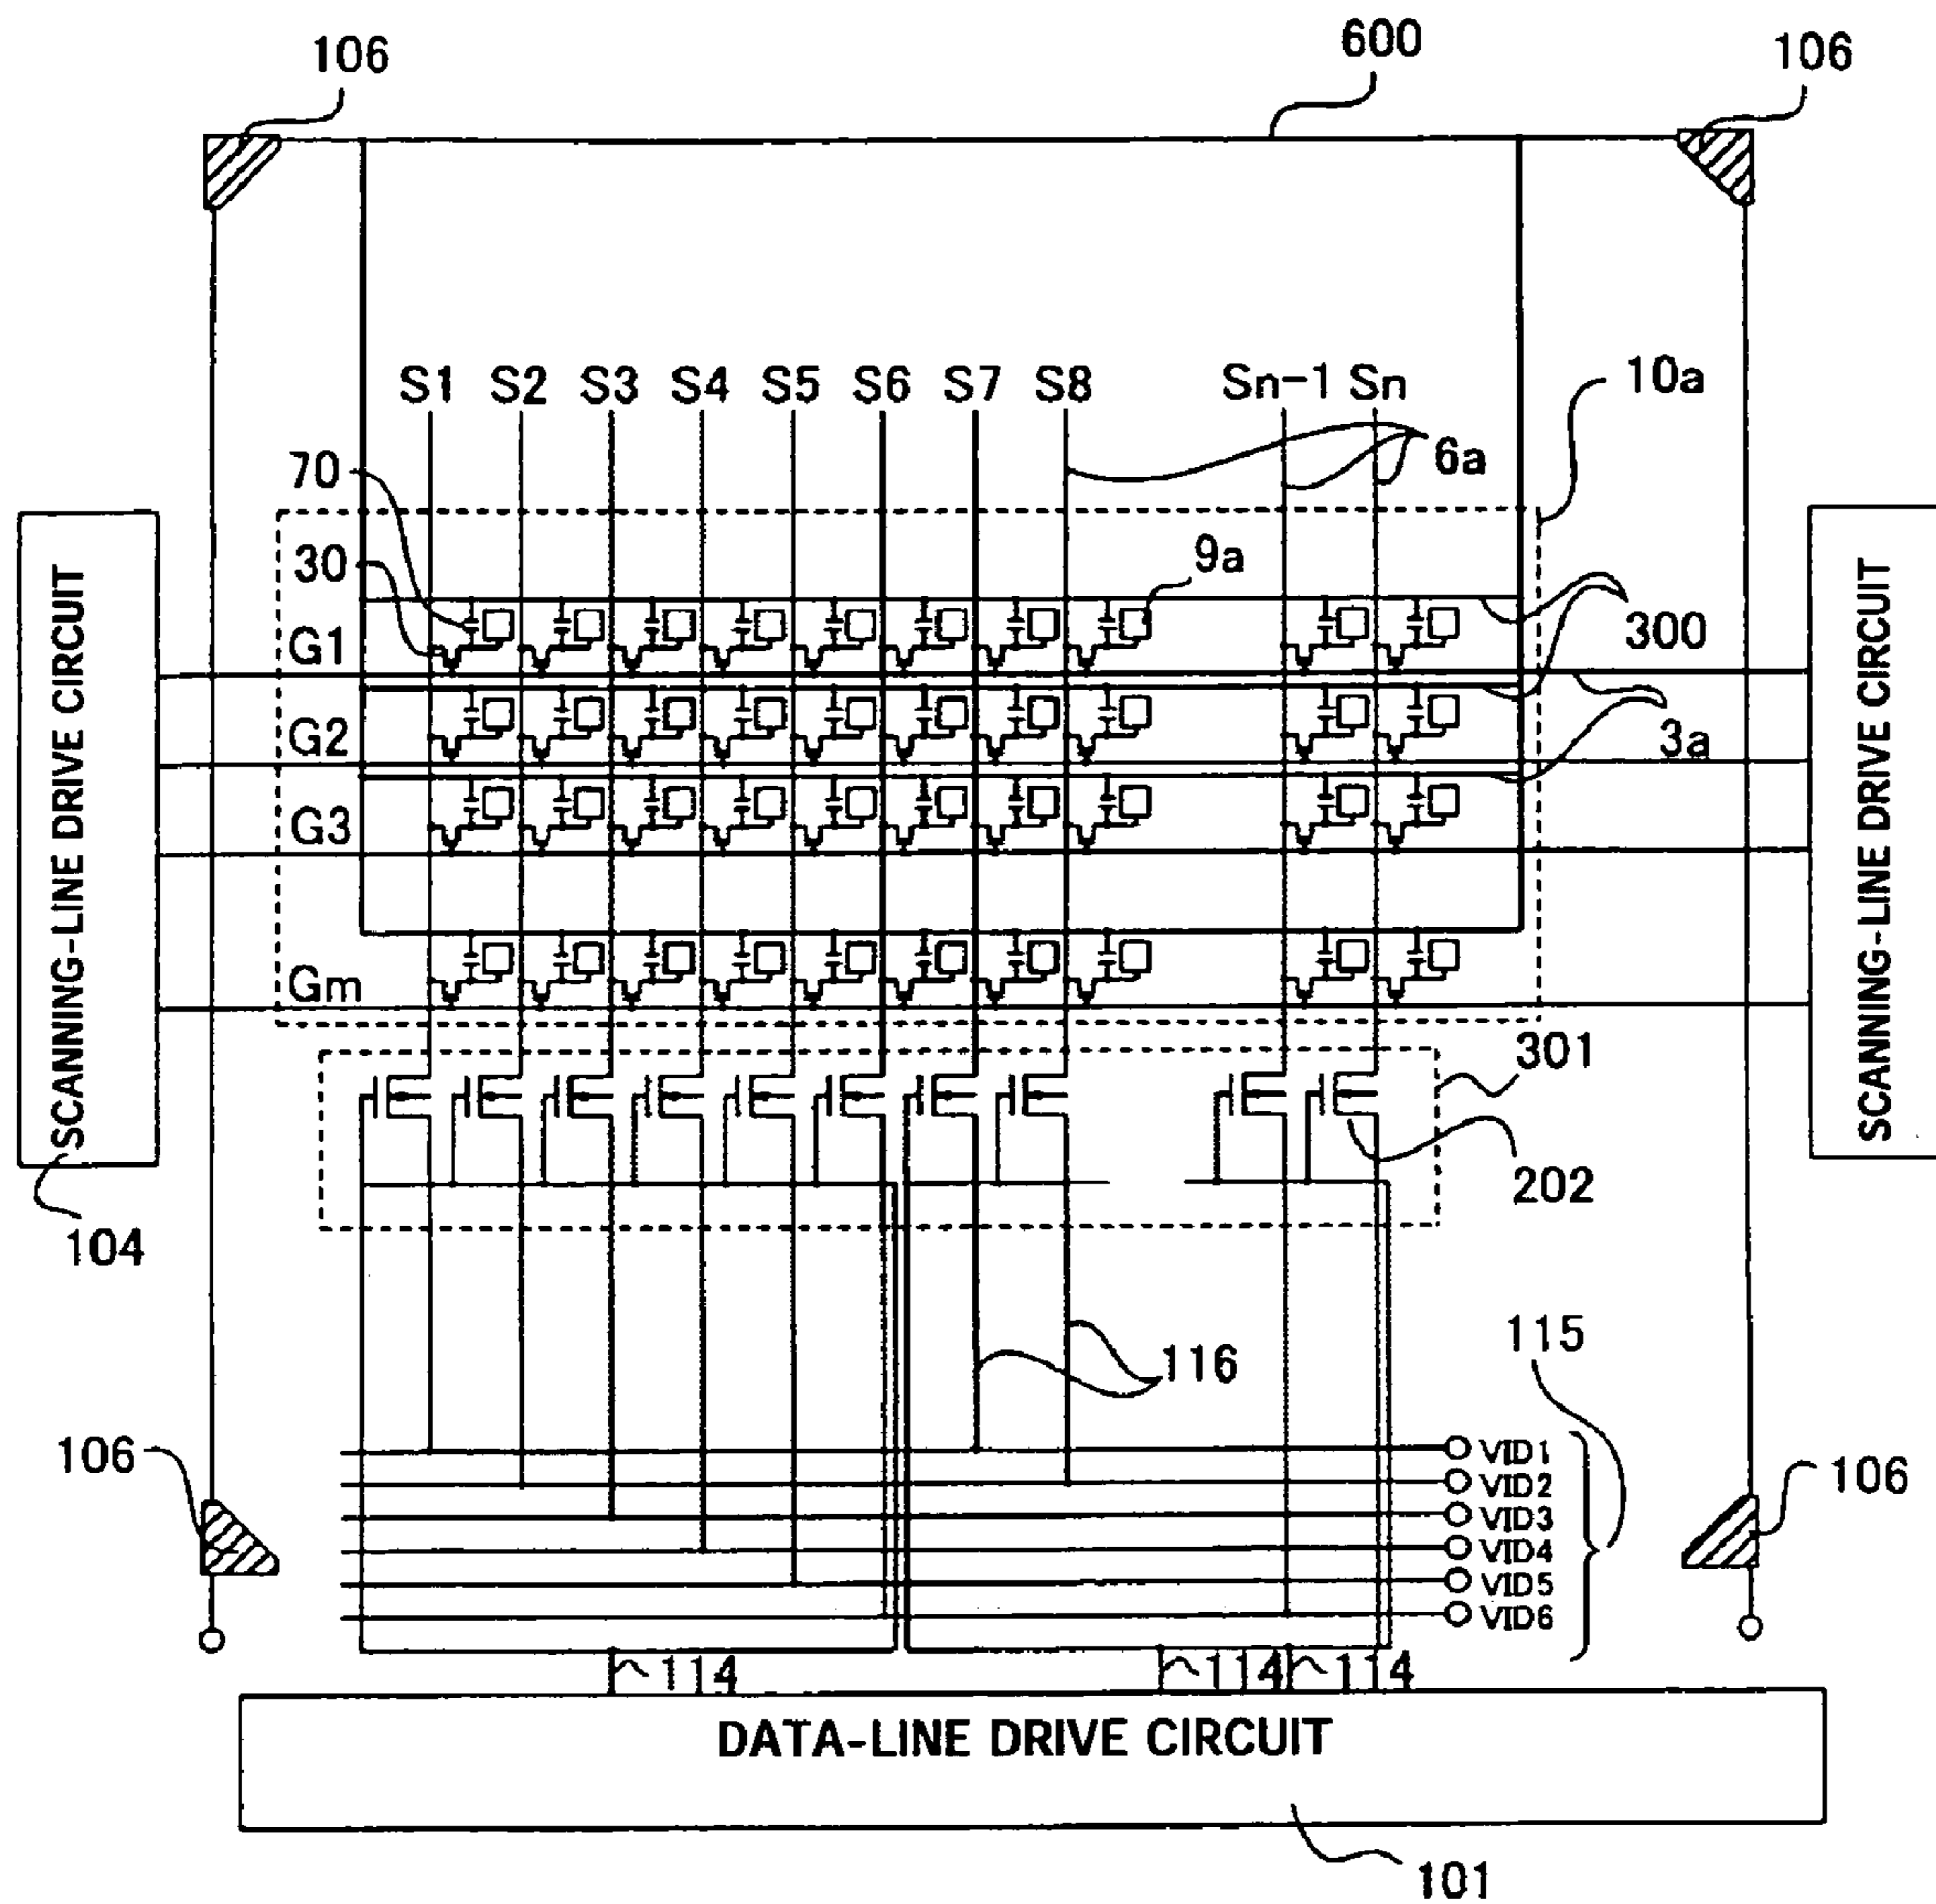 600
106
106
S1 S2 S3 S4 S5 S6 S7 S8 Sn-1 Sn
10a
6a
70
30
9a
300
G1
3a
G2
G3
Gm
SCANNING-LINE DRIVE CIRCUIT
SCANNING-LINE DRIVE CIRCUIT
301
202
104
116
115
106
106
VID1
VID2
VID3
VID4
VID5
VID6
114
114
114
DATA-LINE DRIVE CIRCUIT
101